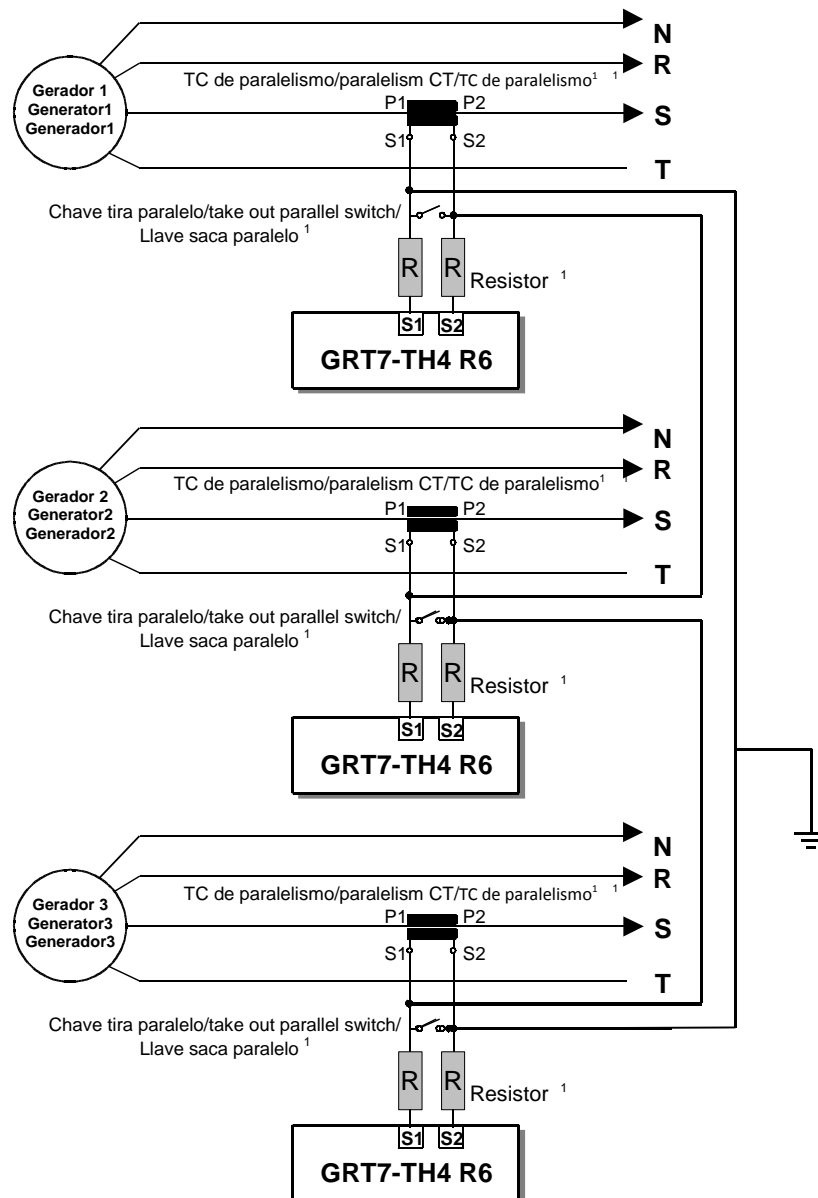 N
R
TC de paralelismo/paralelism CT/TC de paralelismo¹ ¹
Gerador 1
Generator1
Generador1
P1 P2
S
S1 S2
T
Chave tira paralelo/take out parallel switch/
Llave saca paralelo ¹
R R
Resistor ¹
S1 S2
GRT7-TH4 R6
N
R
TC de paralelismo/paralelism CT/TC de paralelismo¹ ¹
Gerador 2
Generator2
Generador2
P1 P2
S
S1 S2
T
Chave tira paralelo/take out parallel switch/
Llave saca paralelo ¹
R R
Resistor ¹
S1 S2
GRT7-TH4 R6
N
R
TC de paralelismo/paralelism CT/TC de paralelismo¹ ¹
Gerador 3
Generator3
Generador3
P1 P2
S
S1 S2
T
Chave tira paralelo/take out parallel switch/
Llave saca paralelo ¹
R R
Resistor ¹
S1 S2
GRT7-TH4 R6